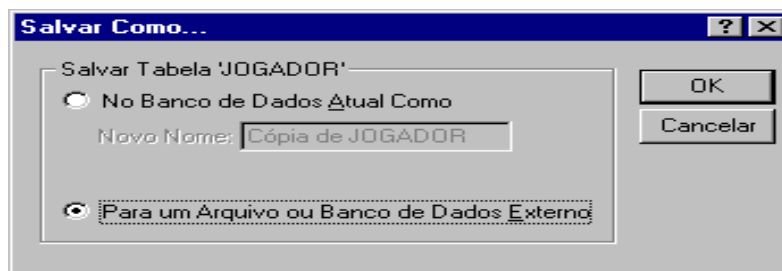 Salvar Como...
Salvar Tabela 'JOGADOR'
No Banco de Dados Atual Como
Novo Nome: Cópia de JOGADOR
Para um Arquivo ou Banco de Dados Externo
OK
Cancelar